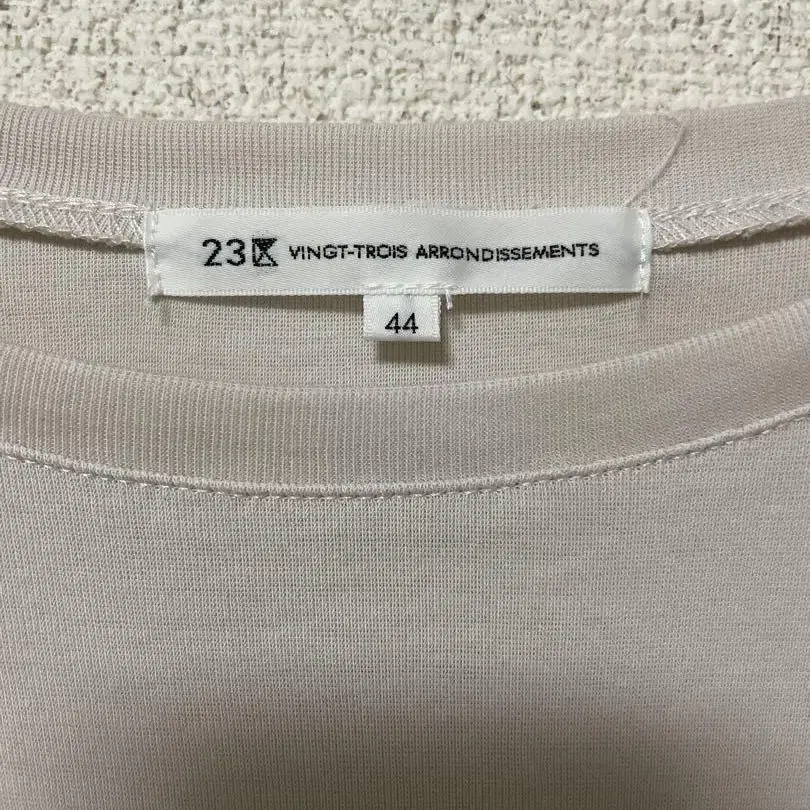 23区 VINGT-TROIS ARRONDISSEMENTS
44